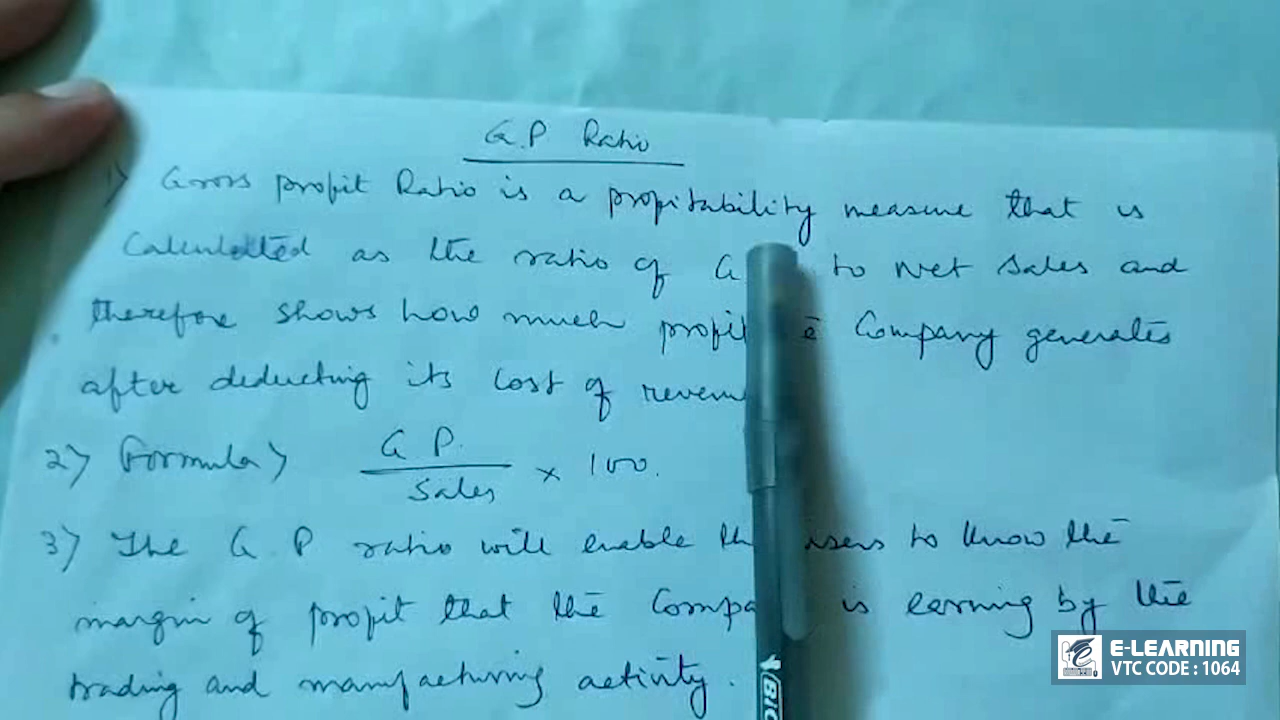 G.P Ratio
1) Gross profit Ratio is a profitability measure that is
Calculated as the ratio of G to Net Sales and
therefore shows how much profit Company generates
after deducting its Cost of
2) Formula) G P. / Sales × 100.
3) The G P ratio will enable users to know the
margin of profit that the is earning by the
trading and manufacturing activity.
E-LEARNING
VTC CODE : 1064
BIC